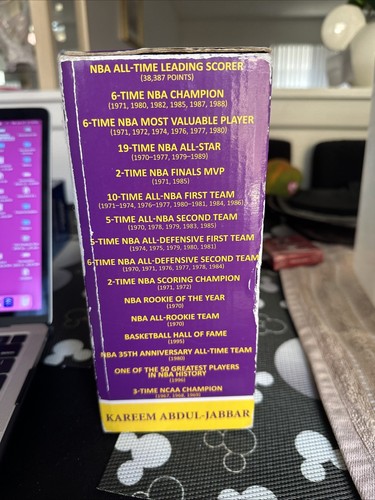 NBA ALL-TIME LEADING SCORER
(38,387 POINTS)
6-TIME NBA CHAMPION
(1971, 1980, 1982, 1985, 1987, 1988)
6-TIME NBA MOST VALUABLE PLAYER
(1971, 1972, 1974, 1976, 1977, 1980)
19-TIME NBA ALL-STAR
(1970–1977, 1979–1989)
2-TIME NBA FINALS MVP
(1971, 1985)
10-TIME ALL-NBA FIRST TEAM
(1971–1974, 1976–1977, 1980–1981, 1984, 1986)
5-TIME ALL-NBA SECOND TEAM
(1970, 1978, 1979, 1983, 1985)
5-TIME NBA ALL-DEFENSIVE FIRST TEAM
(1974, 1975, 1979, 1980, 1981)
6-TIME NBA ALL-DEFENSIVE SECOND TEAM
(1970, 1971, 1976, 1977, 1978, 1984)
2-TIME NBA SCORING CHAMPION
(1971, 1972)
NBA ROOKIE OF THE YEAR
(1970)
NBA ALL-ROOKIE TEAM
(1970)
BASKETBALL HALL OF FAME
(1995)
NBA 35TH ANNIVERSARY ALL-TIME TEAM
(1980)
ONE OF THE 50 GREATEST PLAYERS
IN NBA HISTORY
(1996)
3-TIME NCAA CHAMPION
(1967, 1968, 1969)
KAREEM ABDUL-JABBAR